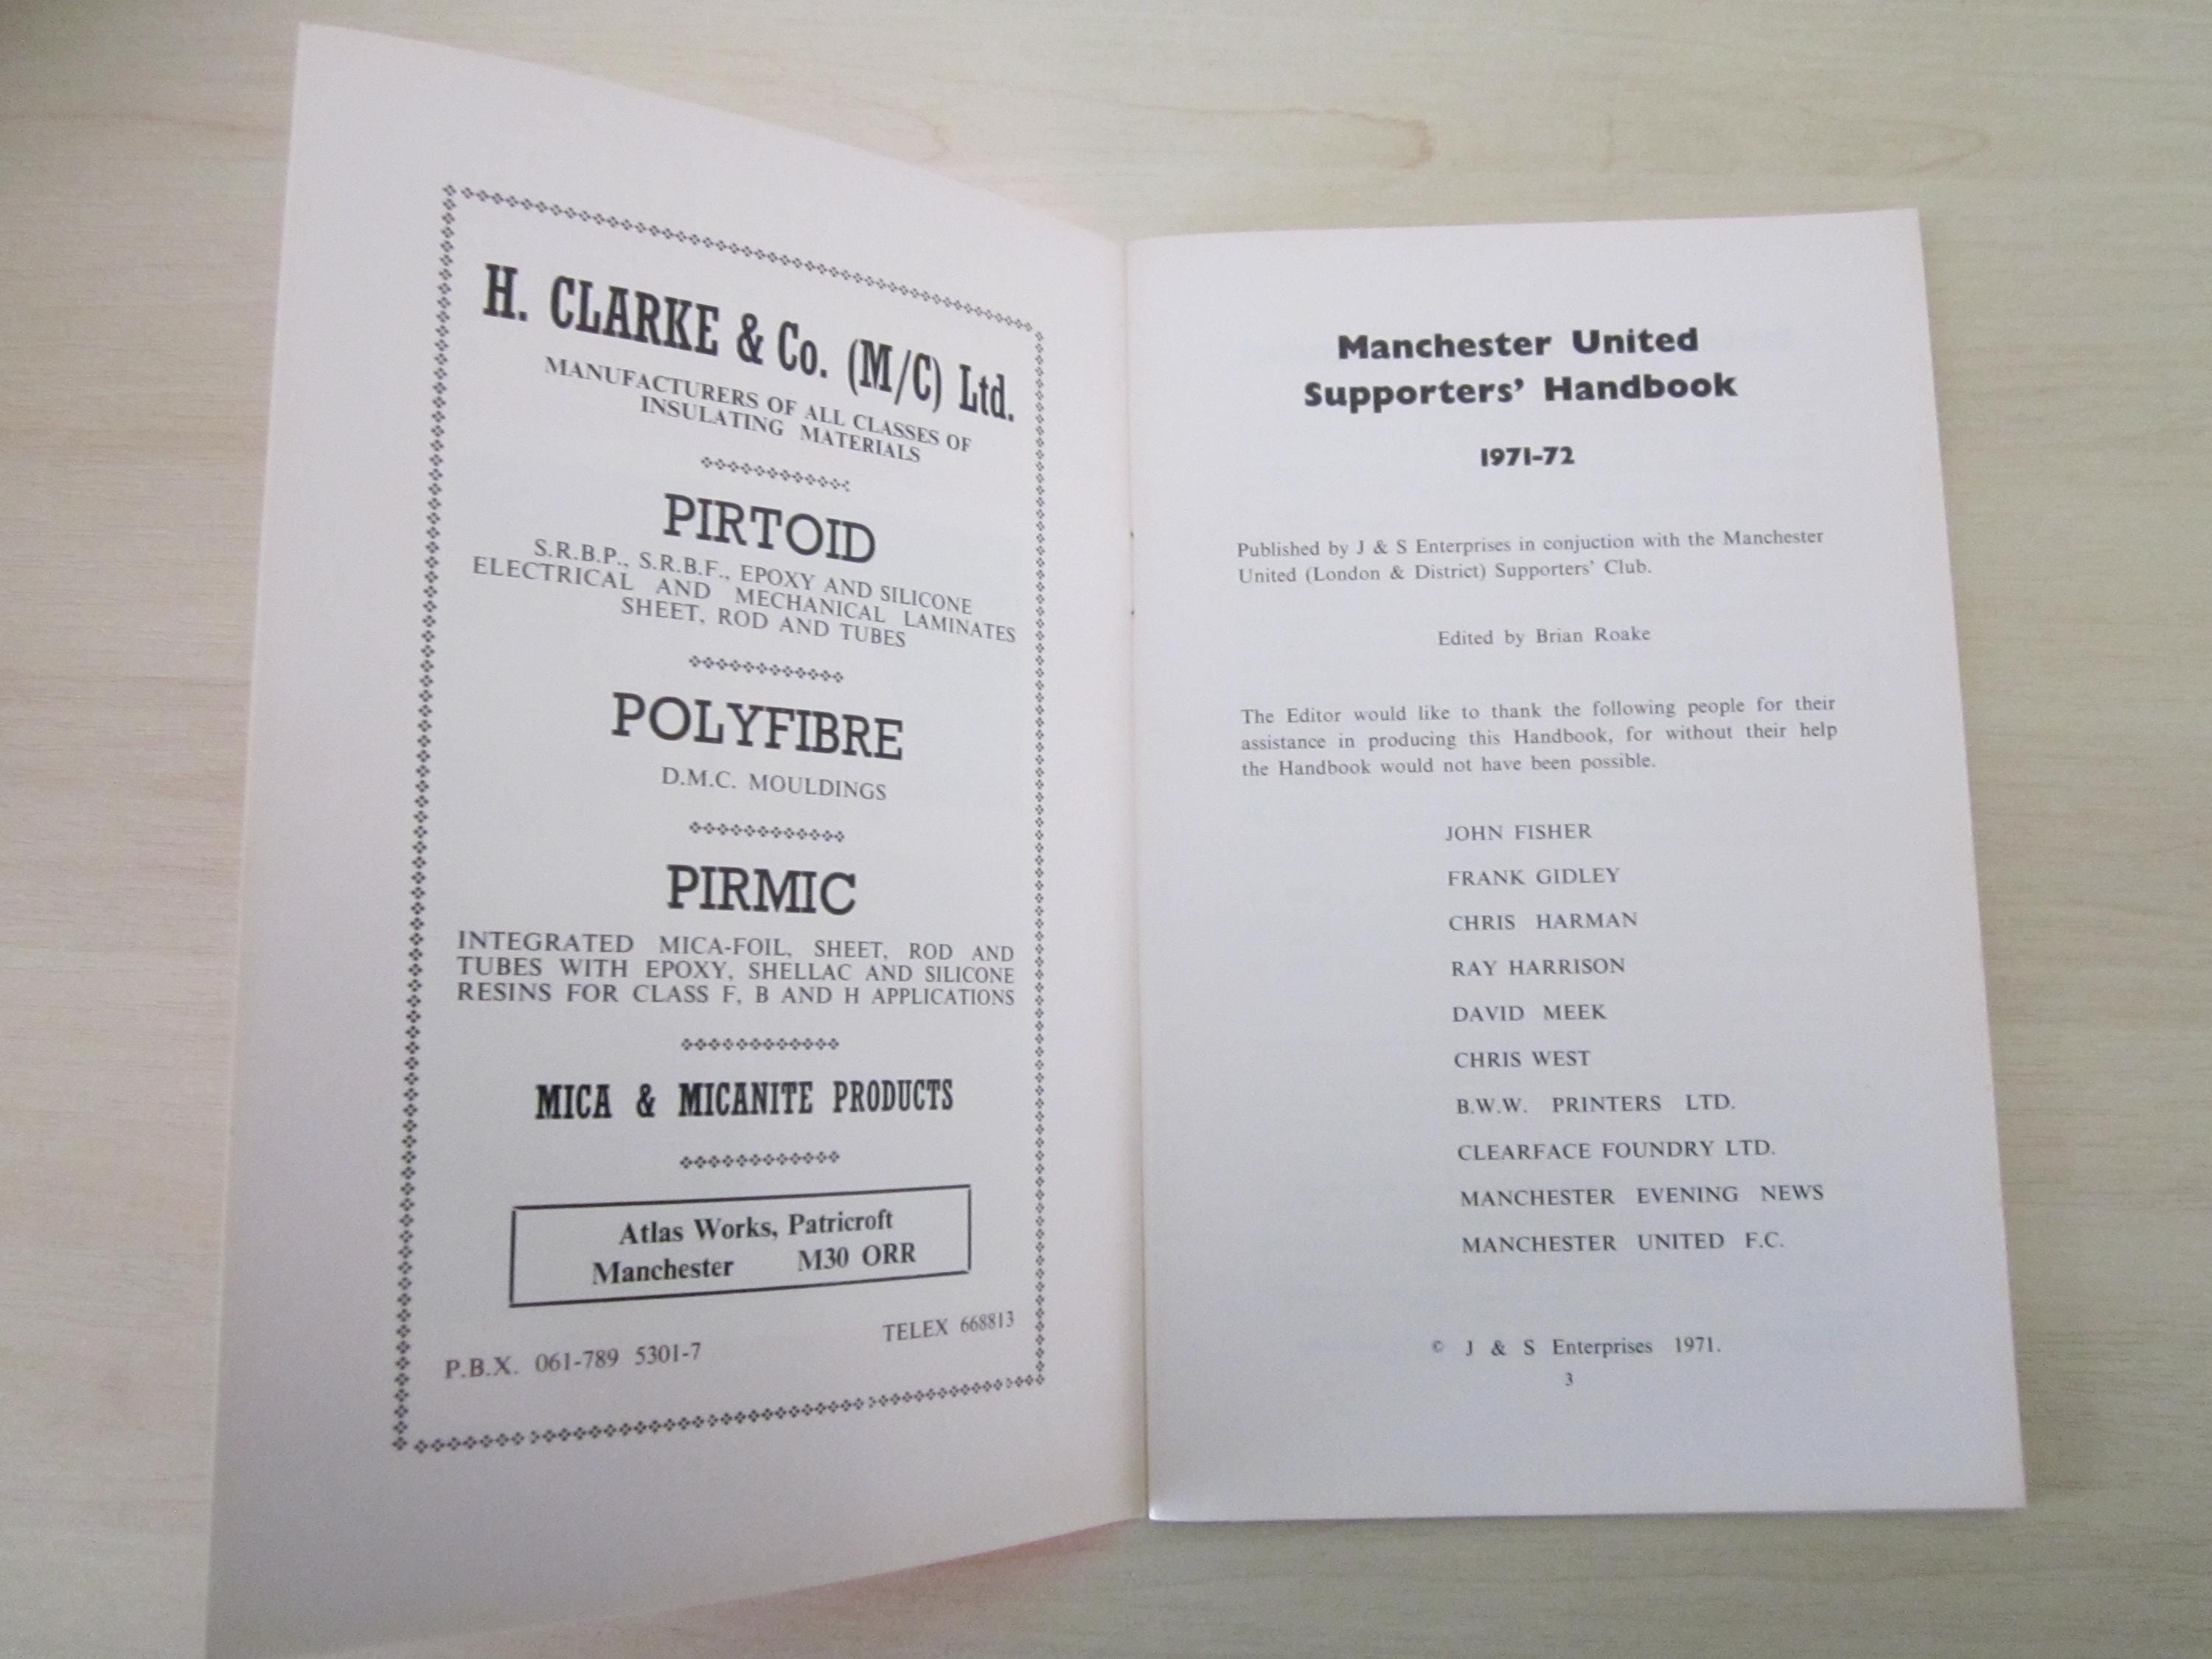 H. CLARKE & Co. (M/C) Ltd.
MANUFACTURERS OF ALL CLASSES OF
INSULATING MATERIALS
PIRTOID
S.R.B.P., S.R.B.F., EPOXY AND SILICONE
ELECTRICAL AND MECHANICAL LAMINATES
SHEET, ROD AND TUBES
POLYFIBRE
D.M.C. MOULDINGS
PIRMIC
INTEGRATED MICA-FOIL, SHEET, ROD AND
TUBES WITH EPOXY, SHELLAC AND SILICONE
RESINS FOR CLASS F, B AND H APPLICATIONS
MICA & MICANITE PRODUCTS
Atlas Works, Patricroft
Manchester M30 ORR
P.B.X. 061-789 5301-7
TELEX 668813
Manchester United
Supporters' Handbook
1971-72
Published by J & S Enterprises in conjuction with the Manchester
United (London & District) Supporters' Club.
Edited by Brian Roake
The Editor would like to thank the following people for their
assistance in producing this Handbook, for without their help
the Handbook would not have been possible.
JOHN FISHER
FRANK GIDLEY
CHRIS HARMAN
RAY HARRISON
DAVID MEEK
CHRIS WEST
B.W.W. PRINTERS LTD.
CLEARFACE FOUNDRY LTD.
MANCHESTER EVENING NEWS
MANCHESTER UNITED F.C.
© J & S Enterprises 1971.
3